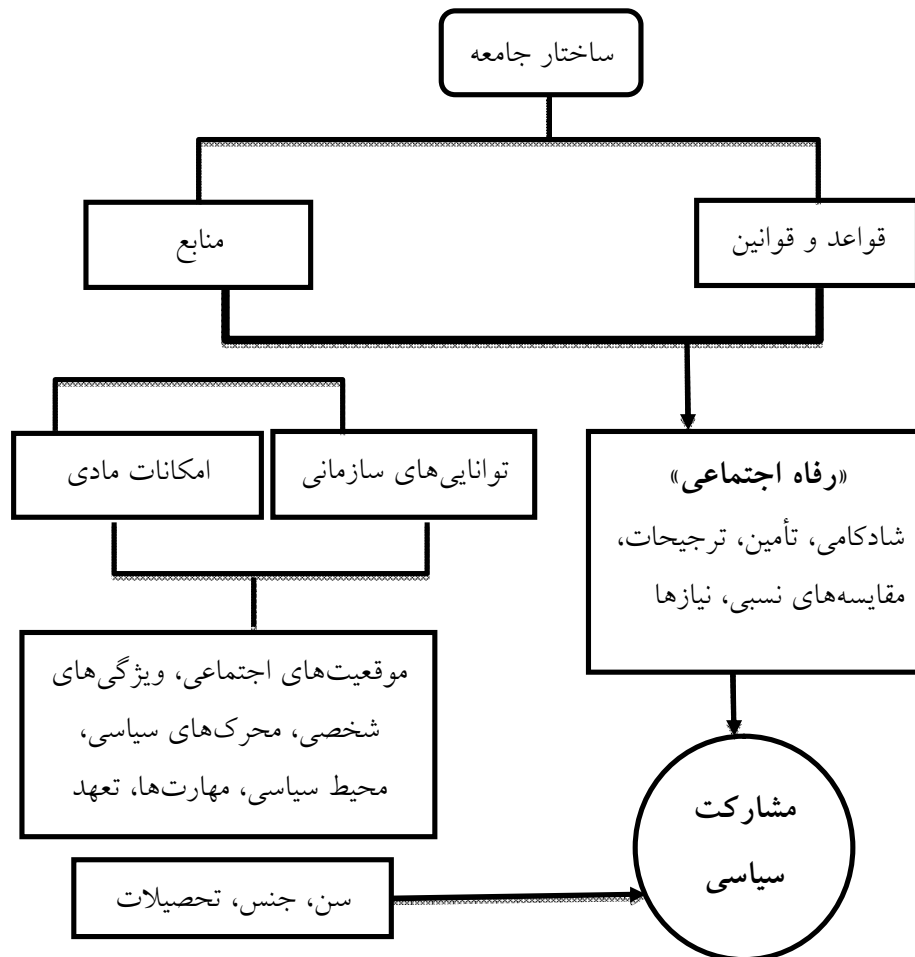 ساختار جامعه
قواعد و قوانین
منابع
توانایی‌های سازمانی
امکانات مادی
«رفاه اجتماعی»
شادکامی، تأمین، ترجیحات،
مقایسه‌های نسبی، نیازها
موقعیت‌های اجتماعی، ویژگی‌های
شخصی، محرک‌های سیاسی،
محیط سیاسی، مهارت‌ها، تعهد
مشارکت
سیاسی
سن، جنس، تحصیلات